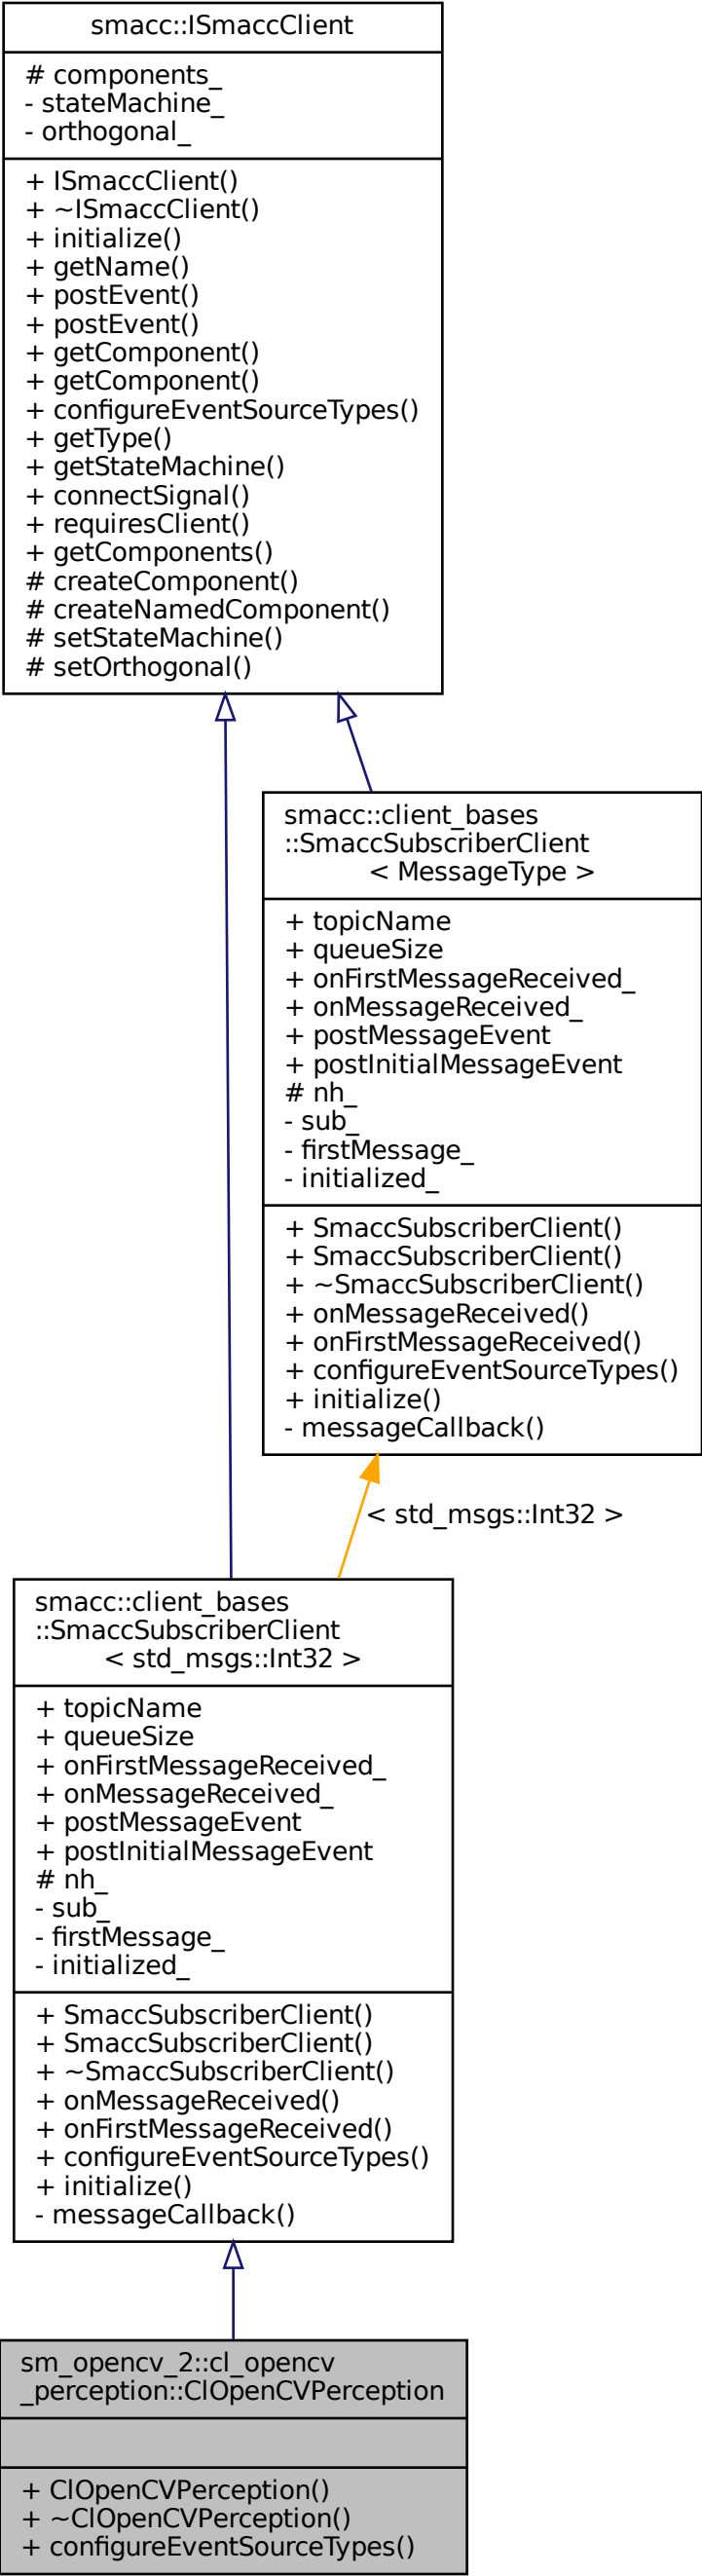 smacc::ISmaccClient
# components_
- stateMachine_
- orthogonal_
+ ISmaccClient()
+ ~ISmaccClient()
+ initialize()
+ getName()
+ postEvent()
+ postEvent()
+ getComponent()
+ getComponent()
+ configureEventSourceTypes()
+ getType()
+ getStateMachine()
+ connectSignal()
+ requiresClient()
+ getComponents()
# createComponent()
# createNamedComponent()
# setStateMachine()
# setOrthogonal()
smacc::client_bases
::SmaccSubscriberClient
< MessageType >
+ topicName
+ queueSize
+ onFirstMessageReceived_
+ onMessageReceived_
+ postMessageEvent
+ postInitialMessageEvent
# nh_
- sub_
- firstMessage_
- initialized_
+ SmaccSubscriberClient()
+ SmaccSubscriberClient()
+ ~SmaccSubscriberClient()
+ onMessageReceived()
+ onFirstMessageReceived()
+ configureEventSourceTypes()
+ initialize()
- messageCallback()
< std_msgs::Int32 >
smacc::client_bases
::SmaccSubscriberClient
< std_msgs::Int32 >
+ topicName
+ queueSize
+ onFirstMessageReceived_
+ onMessageReceived_
+ postMessageEvent
+ postInitialMessageEvent
# nh_
- sub_
- firstMessage_
- initialized_
+ SmaccSubscriberClient()
+ SmaccSubscriberClient()
+ ~SmaccSubscriberClient()
+ onMessageReceived()
+ onFirstMessageReceived()
+ configureEventSourceTypes()
+ initialize()
- messageCallback()
sm_opencv_2::cl_opencv
_perception::ClOpenCVPerception
+ ClOpenCVPerception()
+ ~ClOpenCVPerception()
+ configureEventSourceTypes()